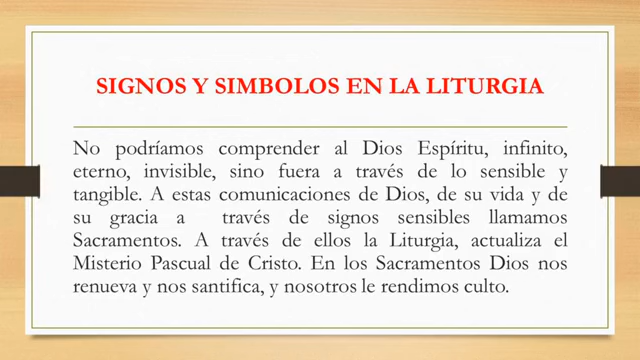 SIGNOS Y SIMBOLOS EN LA LITURGIA
No podríamos comprender al Dios Espíritu, infinito,
eterno, invisible, sino fuera a través de lo sensible y
tangible. A estas comunicaciones de Dios, de su vida y de
su gracia a través de signos sensibles llamamos
Sacramentos. A través de ellos la Liturgia, actualiza el
Misterio Pascual de Cristo. En los Sacramentos Dios nos
renueva y nos santifica, y nosotros le rendimos culto.